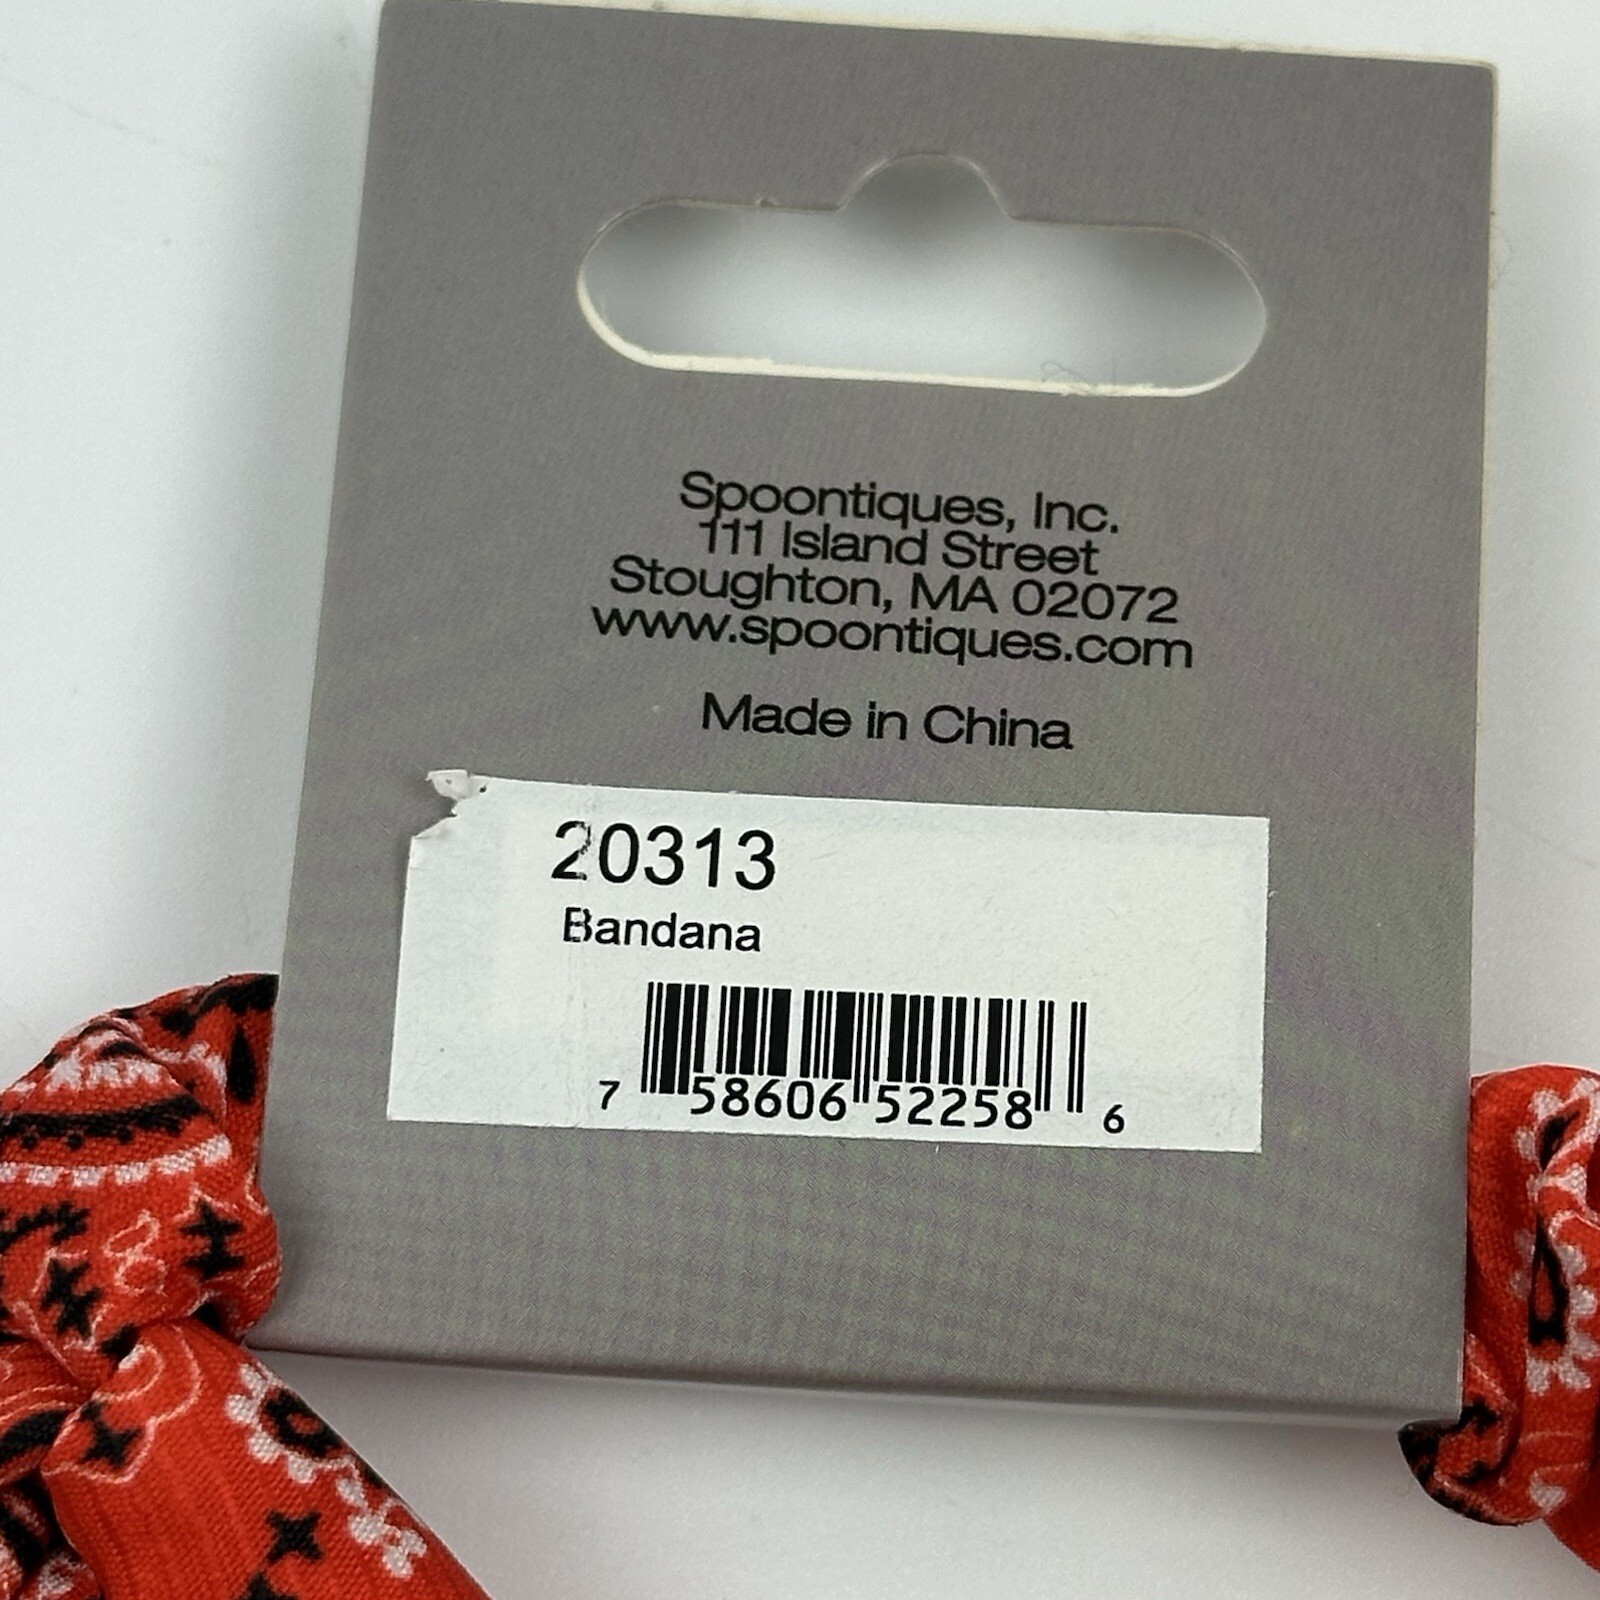 Spoontiques, Inc.
111 Island Street
Stoughton, MA 02072
www.spoontiques.com
Made in China
20313
Bandana
7 58606 52258 6